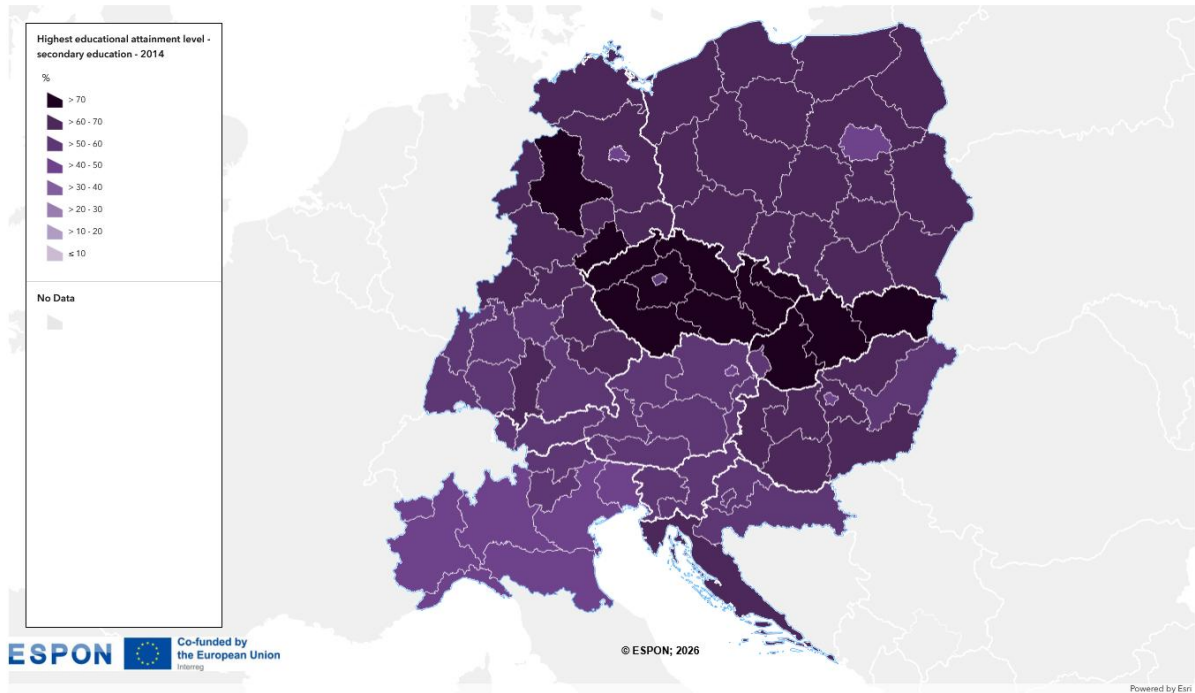 Highest educational attainment level -
secondary education - 2014
%
> 70
> 60 - 70
> 50 - 60
> 40 - 50
> 30 - 40
> 20 - 30
> 10 - 20
≤ 10
No Data
ESPON
Co-funded by
the European Union
Interreg
© ESPON; 2026
Powered by Esri